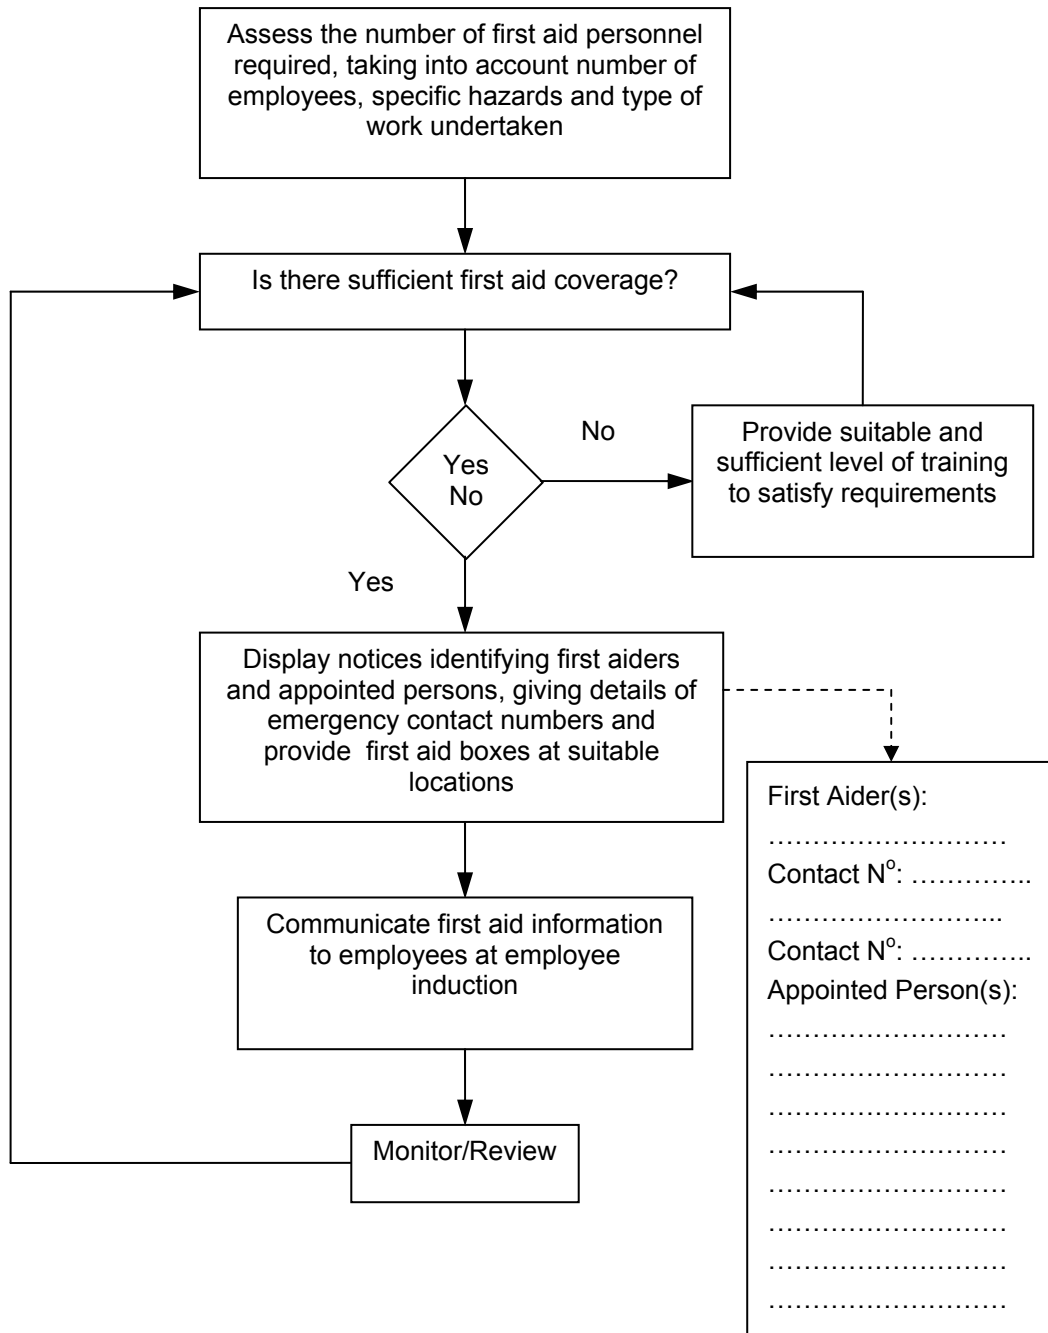 Assess the number of first aid personnel
required, taking into account number of
employees, specific hazards and type of
work undertaken
Is there sufficient first aid coverage?
Yes
No
No
Provide suitable and
sufficient level of training
to satisfy requirements
Yes
Display notices identifying first aiders
and appointed persons, giving details of
emergency contact numbers and
provide  first aid boxes at suitable
locations
First Aider(s):
………………………
Contact Nº: …………..
……………………...
Contact Nº: …………..
Appointed Person(s):
………………………
………………………
………………………
………………………
………………………
………………………
………………………
………………………
Communicate first aid information
to employees at employee
induction
Monitor/Review